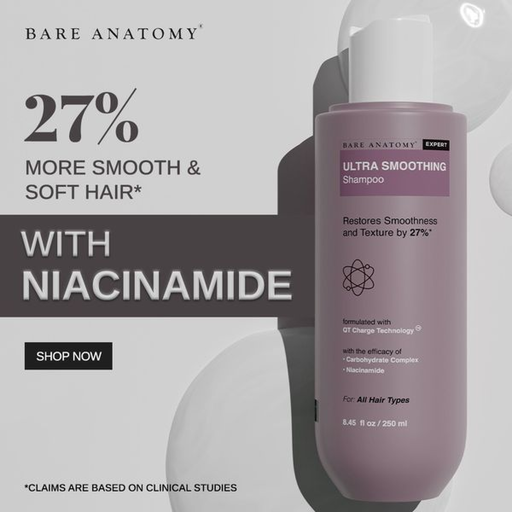 BARE ANATOMY®
27%
MORE SMOOTH &
SOFT HAIR*
WITH
NIACINAMIDE
SHOP NOW
*CLAIMS ARE BASED ON CLINICAL STUDIES
BARE ANATOMY® EXPERT
ULTRA SMOOTHING
Shampoo
Restores Smoothness
and Texture by 27%*
formulated with
QT Charge Technology™
with the efficacy of
• Carbohydrate Complex
• Niacinamide
For: All Hair Types
8.45 fl oz / 250 ml